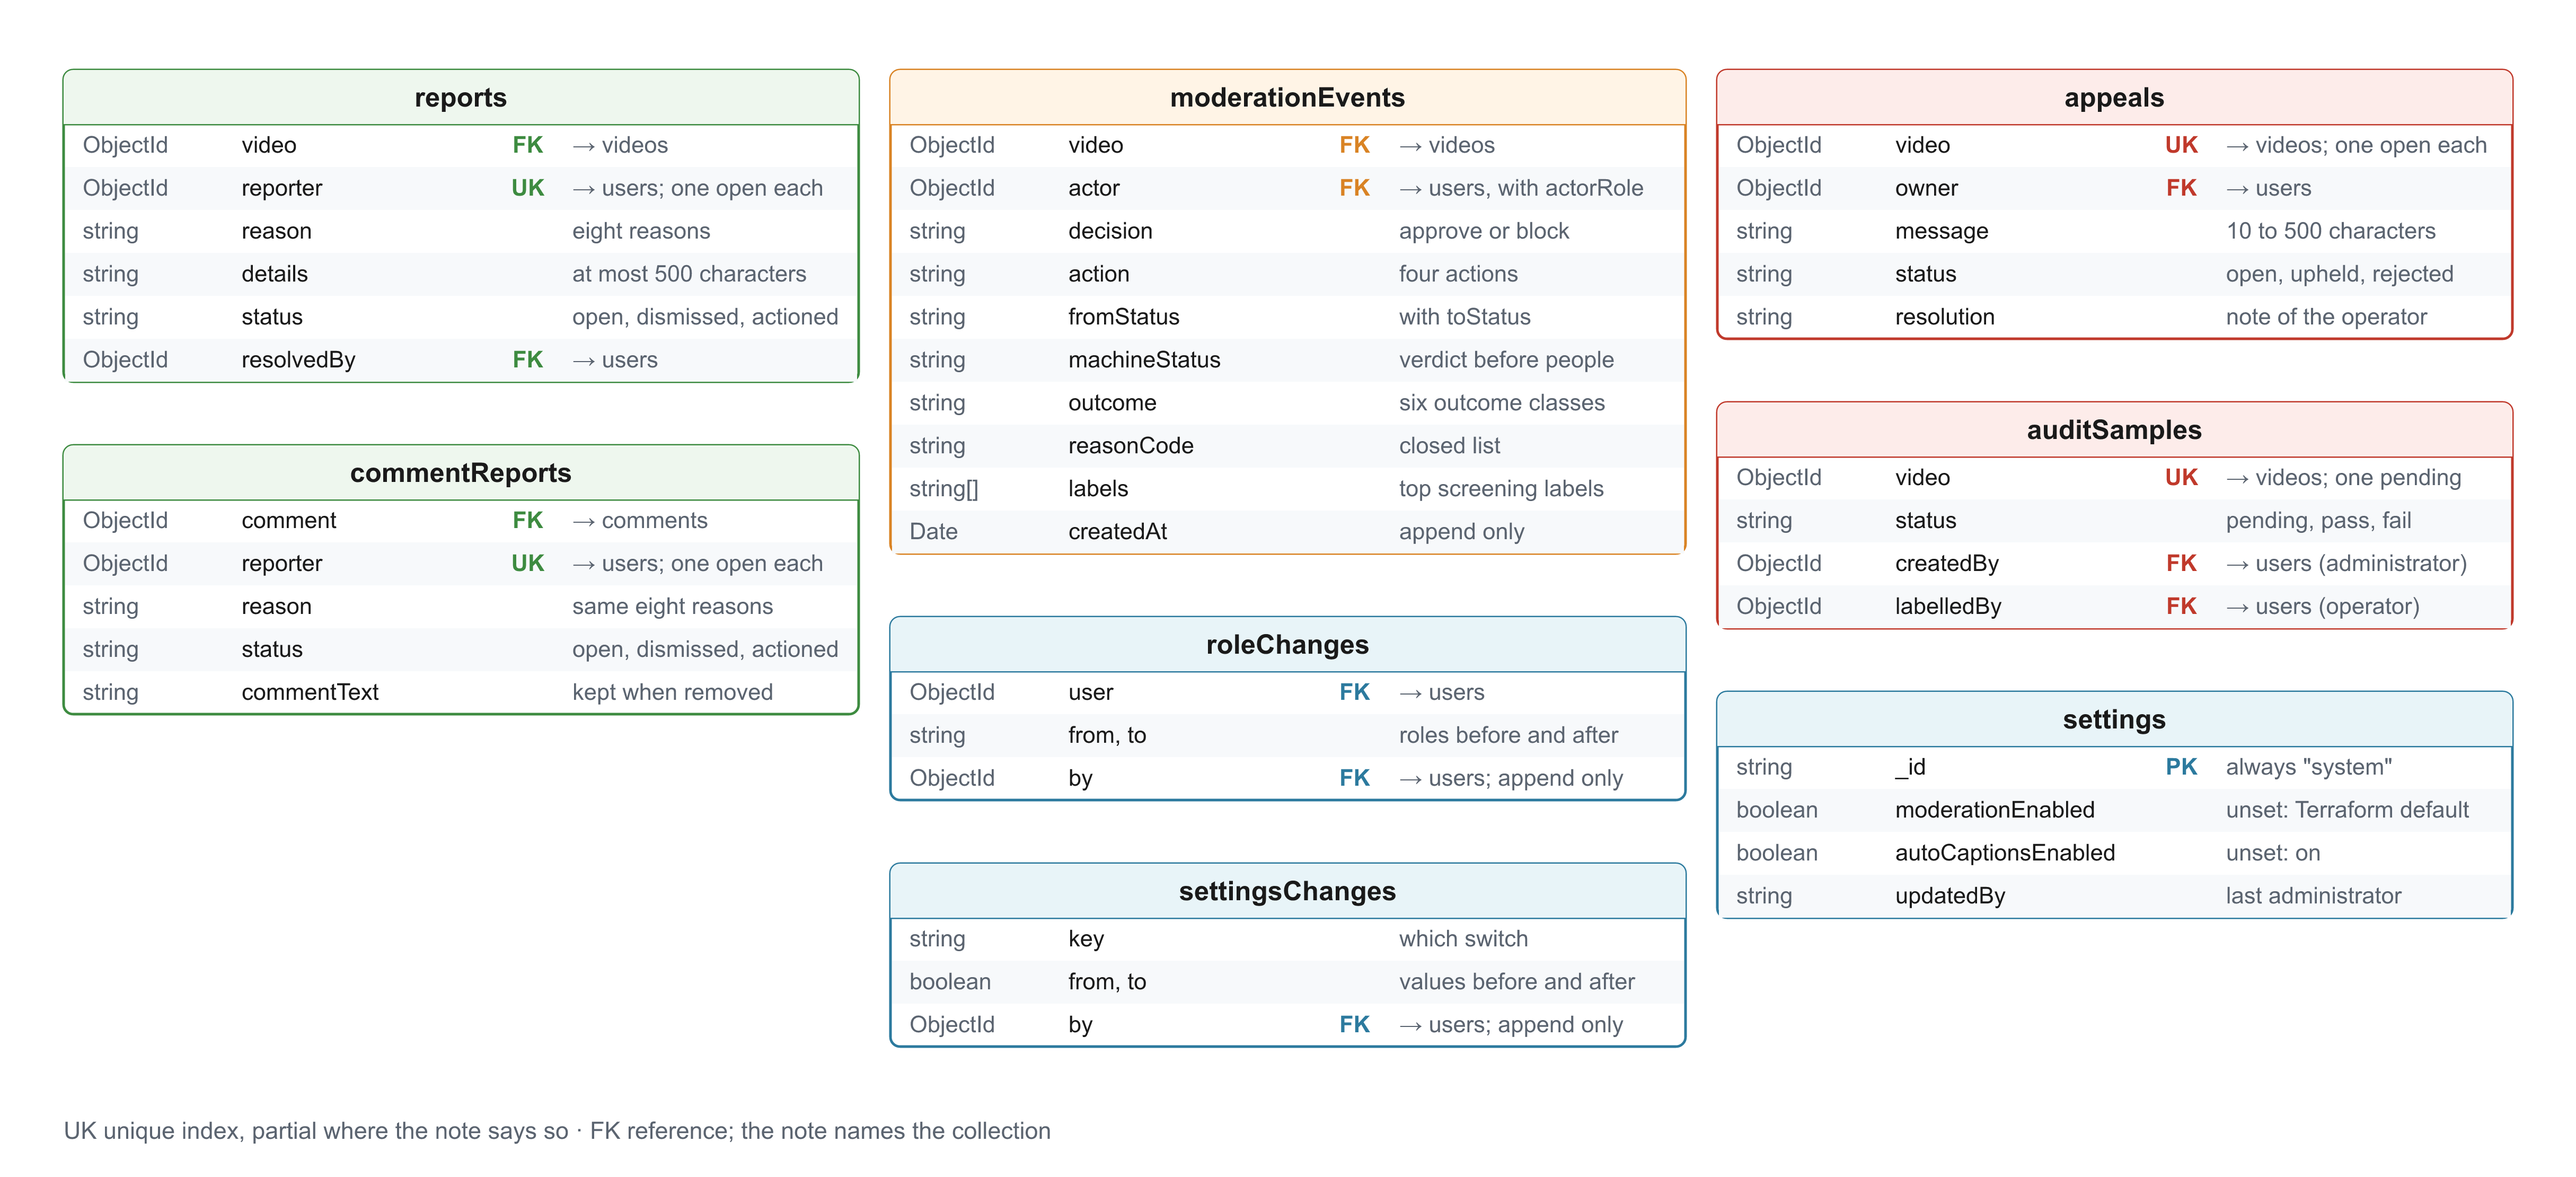 reports
ObjectId video FK → videos
ObjectId reporter UK → users; one open each
string reason eight reasons
string details at most 500 characters
string status open, dismissed, actioned
ObjectId resolvedBy FK → users
commentReports
ObjectId comment FK → comments
ObjectId reporter UK → users; one open each
string reason same eight reasons
string status open, dismissed, actioned
string commentText kept when removed
moderationEvents
ObjectId video FK → videos
ObjectId actor FK → users, with actorRole
string decision approve or block
string action four actions
string fromStatus with toStatus
string machineStatus verdict before people
string outcome six outcome classes
string reasonCode closed list
string[] labels top screening labels
Date createdAt append only
roleChanges
ObjectId user FK → users
string from, to roles before and after
ObjectId by FK → users; append only
settingsChanges
string key which switch
boolean from, to values before and after
ObjectId by FK → users; append only
appeals
ObjectId video UK → videos; one open each
ObjectId owner FK → users
string message 10 to 500 characters
string status open, upheld, rejected
string resolution note of the operator
auditSamples
ObjectId video UK → videos; one pending
string status pending, pass, fail
ObjectId createdBy FK → users (administrator)
ObjectId labelledBy FK → users (operator)
settings
string _id PK always "system"
boolean moderationEnabled unset: Terraform default
boolean autoCaptionsEnabled unset: on
string updatedBy last administrator
UK unique index, partial where the note says so · FK reference; the note names the collection